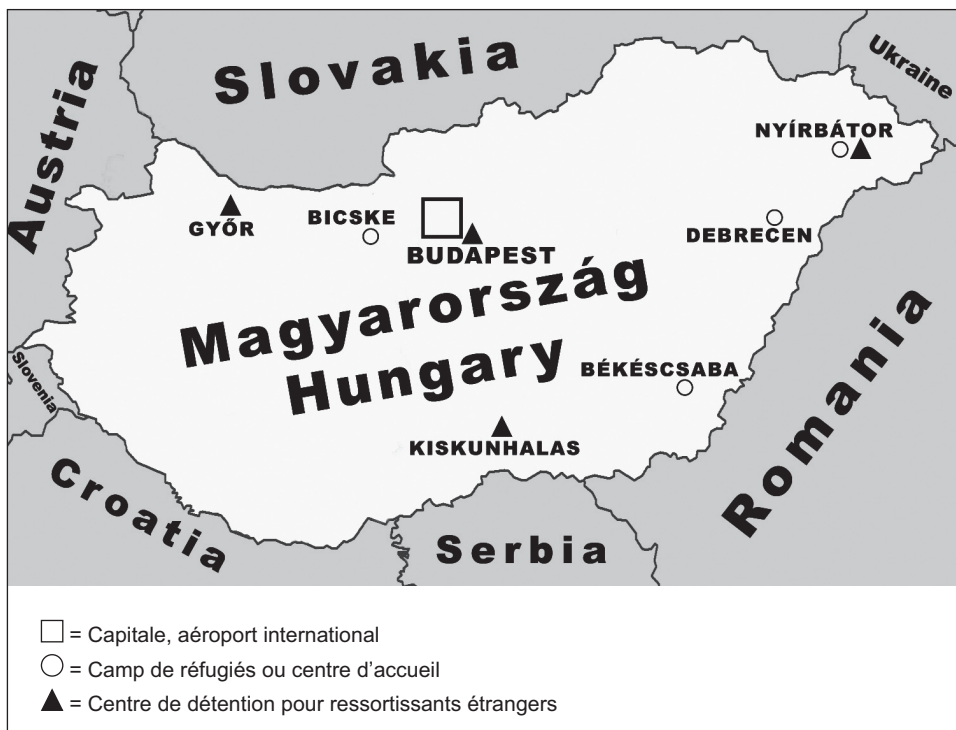 Slovakia
Ukraine
Austria
NYÍRBÁTOR
GYŐR
BICSKE
DEBRECEN
BUDAPEST
Magyarország
Hungary
Slovenia
BÉKÉSCSABA
Romania
KISKUNHALAS
Croatia
Serbia
= Capitale, aéroport international
= Camp de réfugiés ou centre d'accueil
= Centre de détention pour ressortissants étrangers